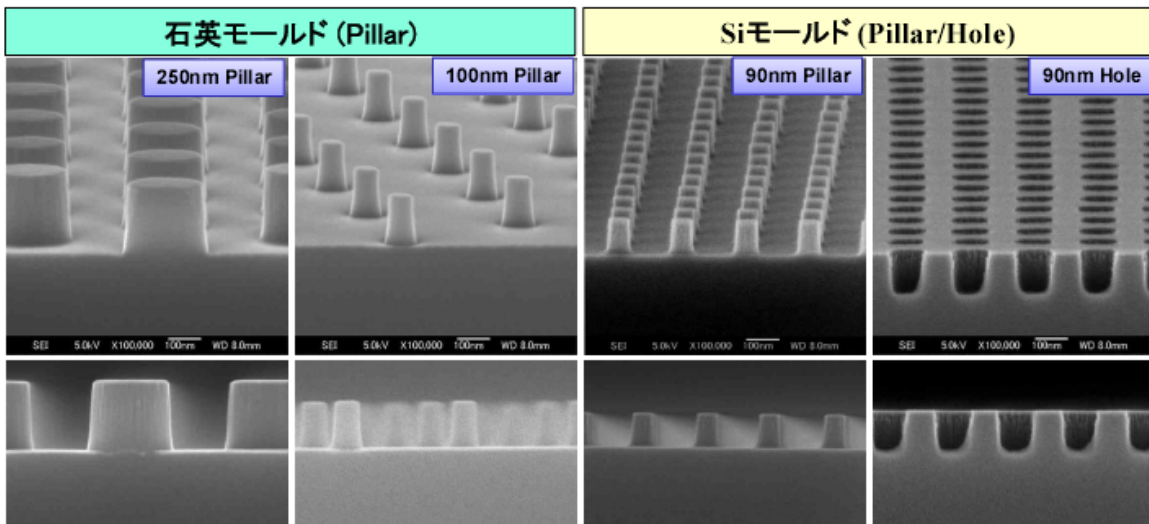 石英モールド (Pillar)
Siモールド (Pillar/Hole)
250nm Pillar
100nm Pillar
90nm Pillar
90nm Hole
SEI 5.0kV X100,000 100nm WD 8.0mm
SEI 5.0kV X100,000 100nm WD 8.0mm
SEI 5.0kV X100,000 100nm WD 8.0mm
SEI 5.0kV X100,000 100nm WD 8.0mm